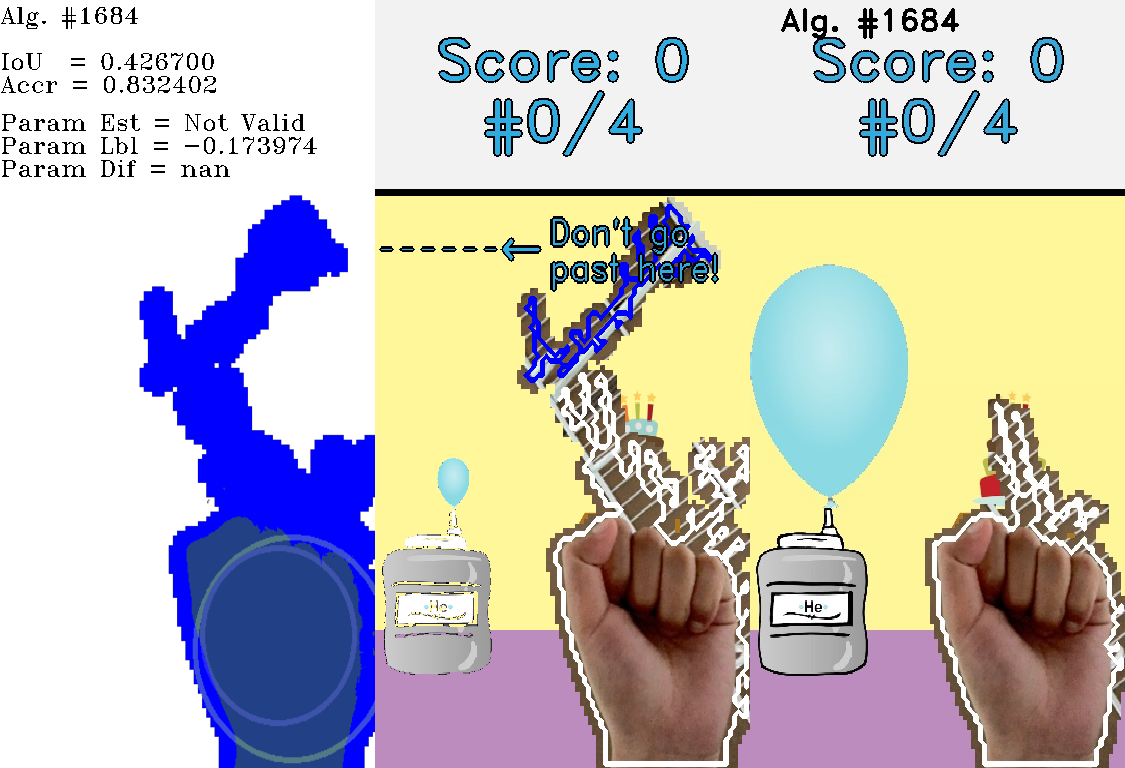 Alg. #1684
IoU = 0.426700
Accr = 0.832402
Param Est = Not Valid
Param Lbl = −0.173974
Param Dif = nan
Score: 0
#0/4
Don't go
past here!
He
Alg. #1684
Score: 0
#0/4
He